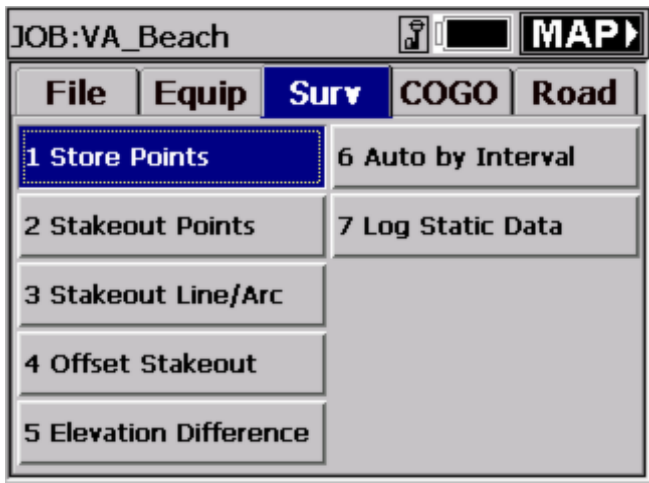 JOB:VA_Beach MAP
File Equip Surv COGO Road
1 Store Points
2 Stakeout Points
3 Stakeout Line/Arc
4 Offset Stakeout
5 Elevation Difference
6 Auto by Interval
7 Log Static Data